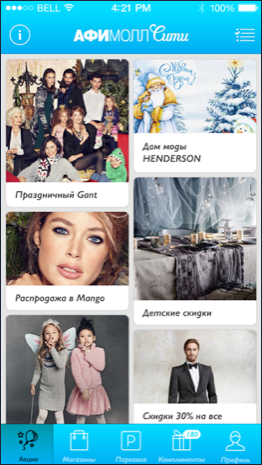 BELL 4:21 PM 100%
АФИМОЛЛ Сити
Праздничный Gant
Дом моды
HENDERSON
Распродажа в Mango
Детские скидки
Скидки 30% на все
Акции Магазины Парковка Комплименты Профиль